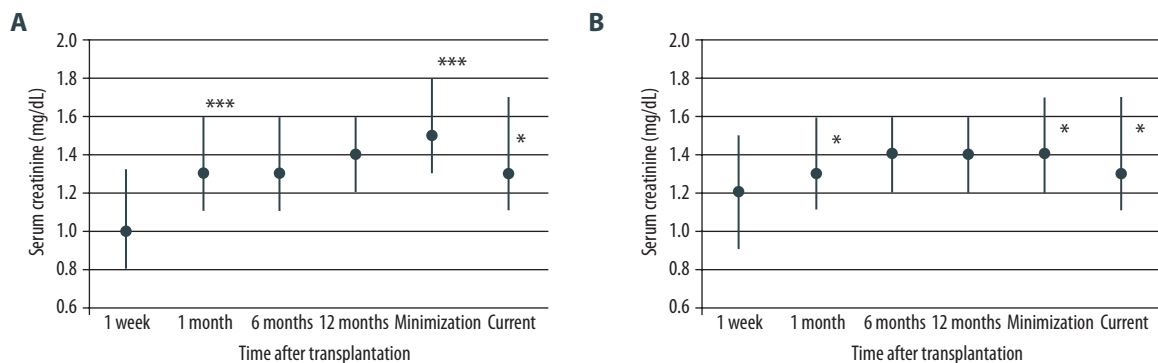 A
Serum creatinine (mg/dL)
2.0
1.8
1.6
1.4
1.2
1.0
0.8
0.6
***
***
*
1 week 1 month 6 months 12 months Minimization Current
Time after transplantation
B
Serum creatinine (mg/dL)
2.0
1.8
1.6
1.4
1.2
1.0
0.8
0.6
*
*
*
1 week 1 month 6 months 12 months Minimization Current
Time after transplantation